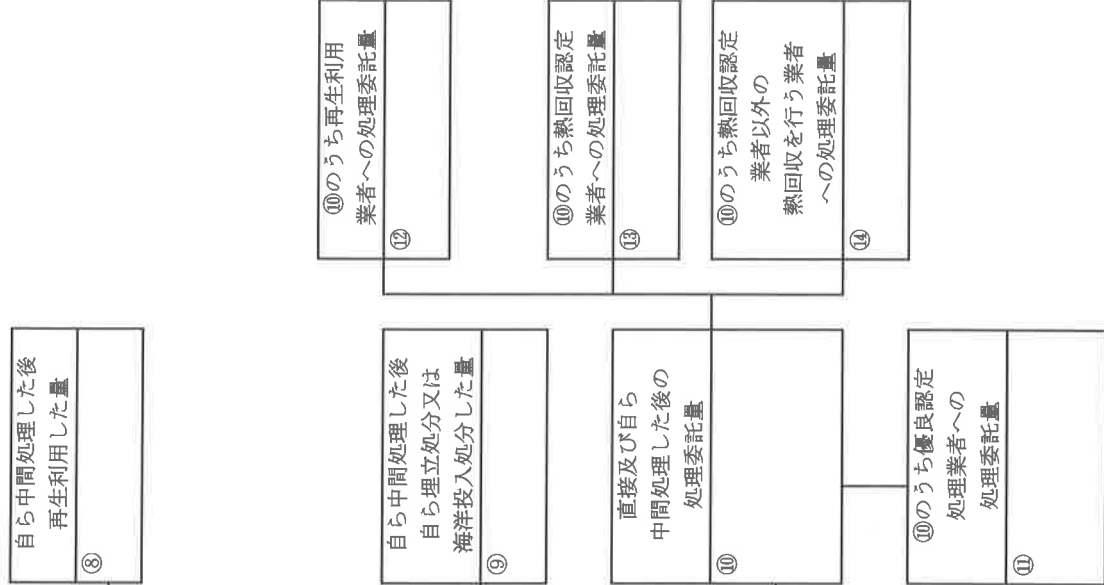 自ら中間処理した後
再生利用した量
⑧
自ら中間処理した後
自ら埋立処分又は
海洋投入処分した量
⑨
直接及び自ら
中間処理した後の
処理委託量
⑩
⑩のうち優良認定
処理業者への
処理委託量
⑪
⑩のうち再生利用
業者への処理委託量
⑫
⑩のうち熱回収認定
業者への処理委託量
⑬
⑩のうち熱回収認定
業者以外の
熱回収を行う業者
への処理委託量
⑭